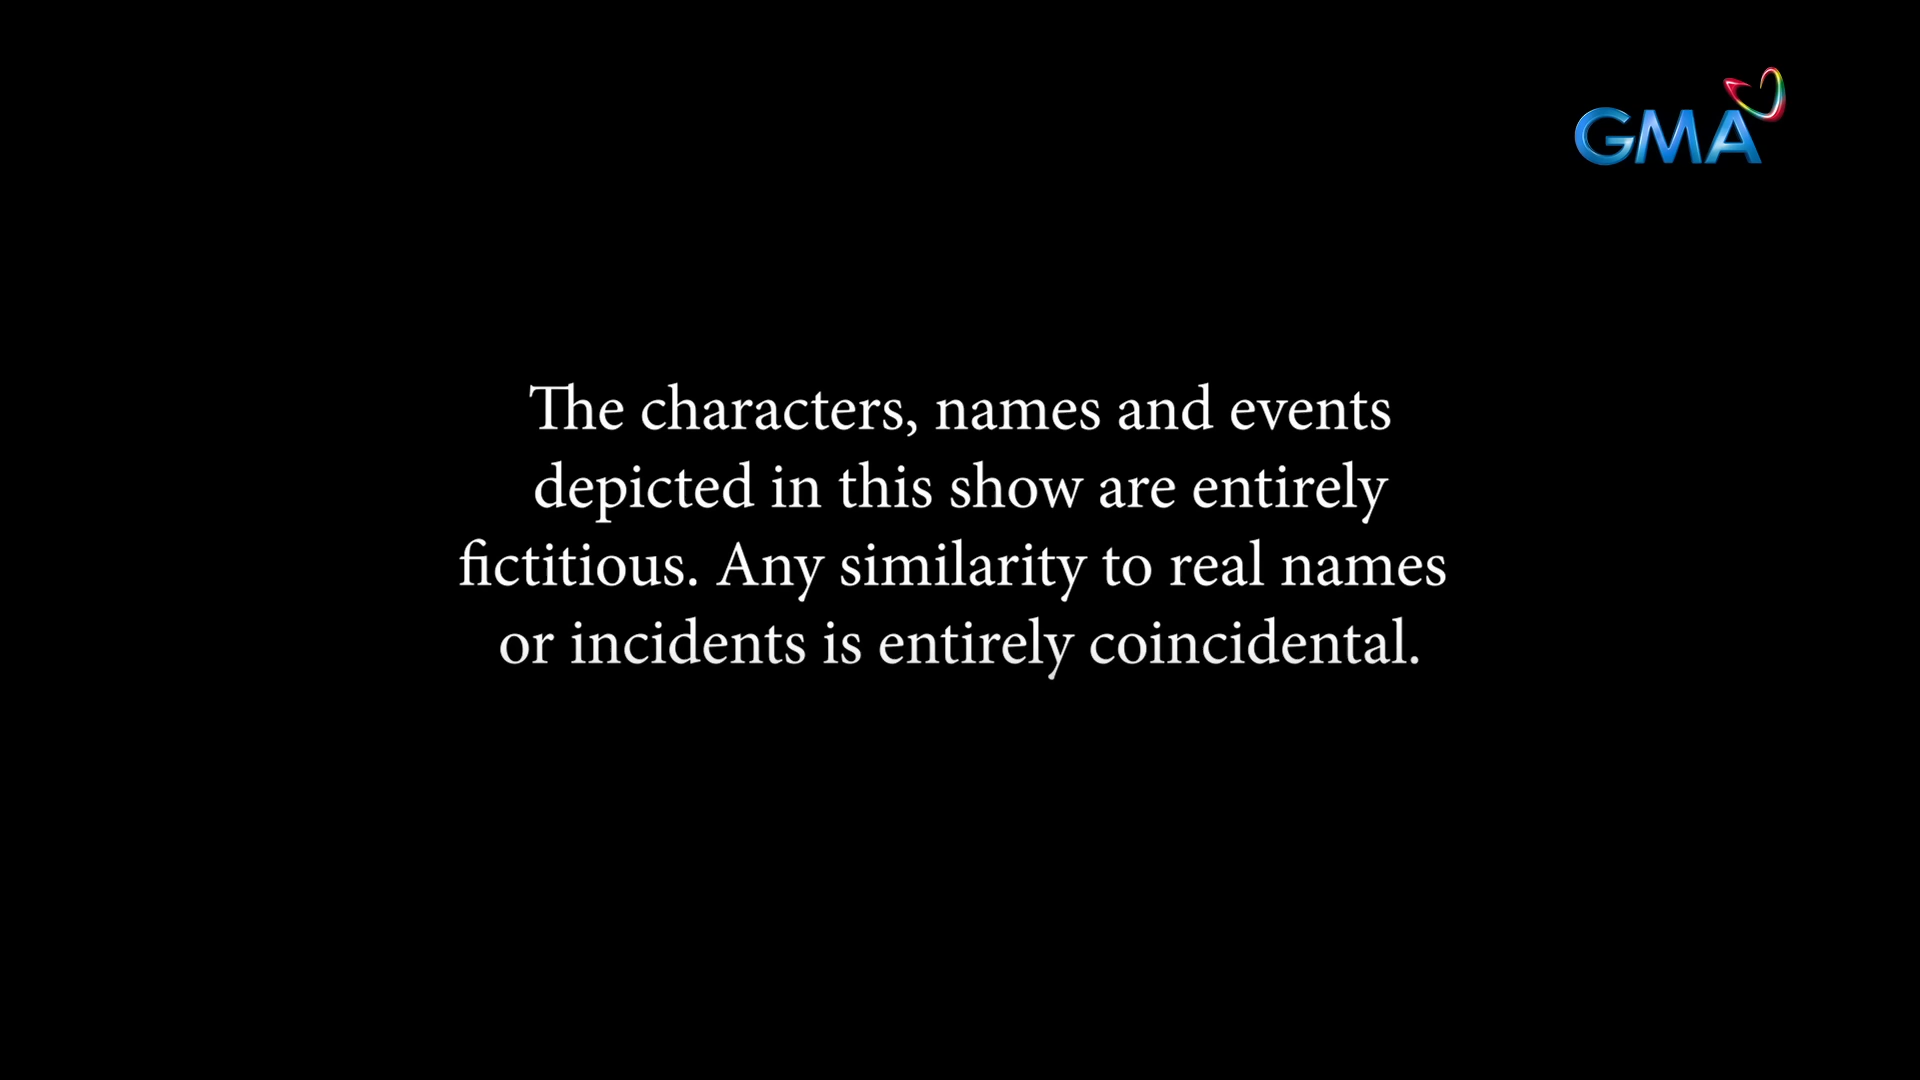 GMA
The characters, names and events
depicted in this show are entirely
fictitious. Any similarity to real names
or incidents is entirely coincidental.